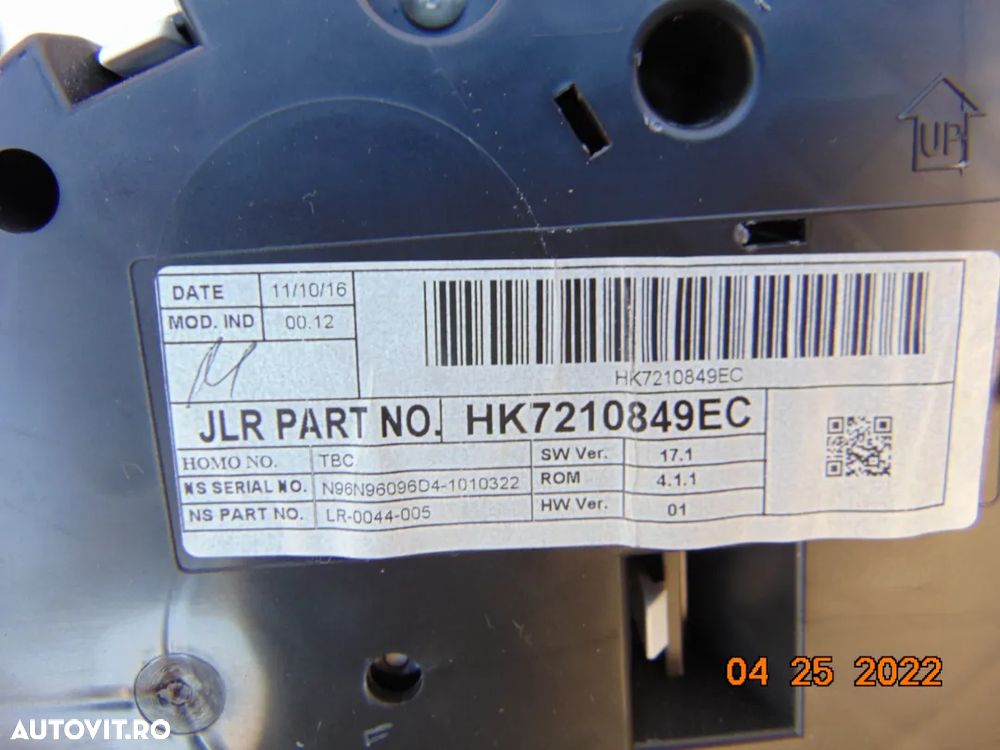 UP
DATE 11/10/16
MOD. IND 00.12
HK7210849EC
JLR PART NO. HK7210849EC
HOMO NO. TBC SW Ver. 17.1
NS SERIAL NO. N96N96096D4-1010322 ROM 4.1.1
NS PART NO. LR-0044-005 HW Ver. 01
04 25 2022
AUTOVIT.RO